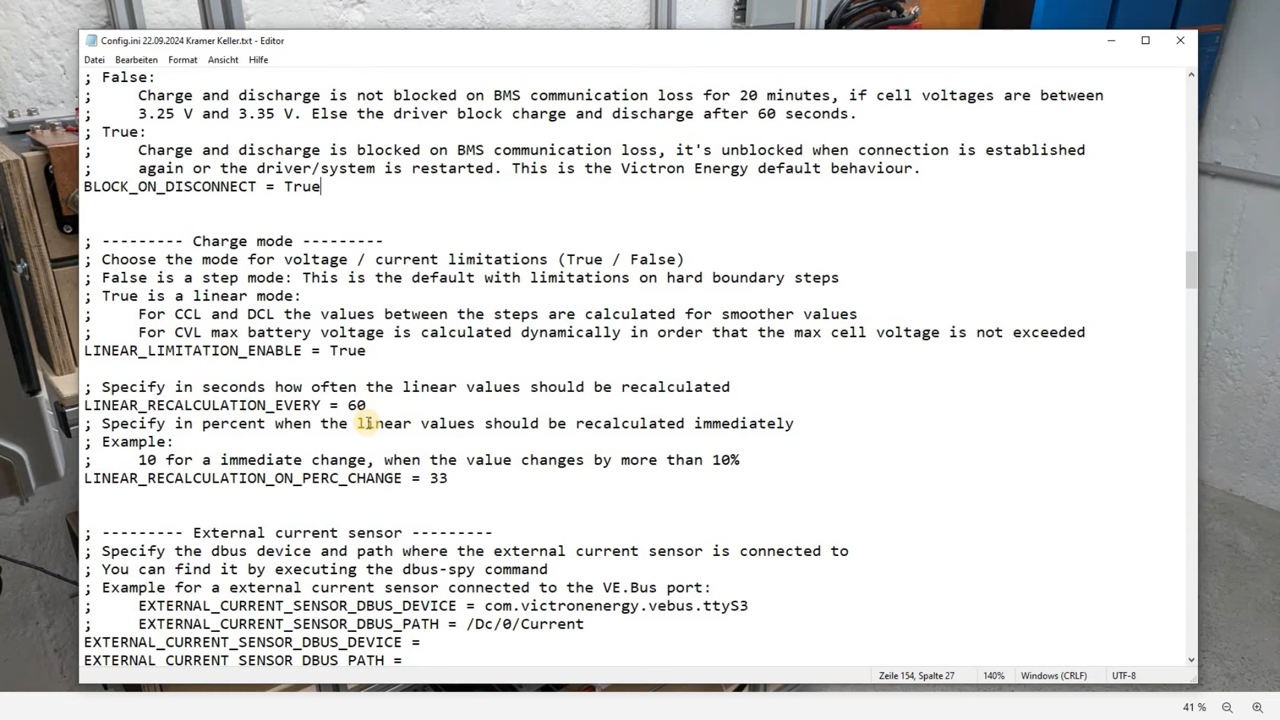 Config.ini 22.09.2024 Kramer Keller.txt - Editor
Datei Bearbeiten Format Ansicht Hilfe
; False:
; Charge and discharge is not blocked on BMS communication loss for 20 minutes, if cell voltages are between
; 3.25 V and 3.35 V. Else the driver block charge and discharge after 60 seconds.
; True:
; Charge and discharge is blocked on BMS communication loss, it's unblocked when connection is established
; again or the driver/system is restarted. This is the Victron Energy default behaviour.
BLOCK_ON_DISCONNECT = True
; --------- Charge mode ---------
; Choose the mode for voltage / current limitations (True / False)
; False is a step mode: This is the default with limitations on hard boundary steps
; True is a linear mode:
; For CCL and DCL the values between the steps are calculated for smoother values
; For CVL max battery voltage is calculated dynamically in order that the max cell voltage is not exceeded
LINEAR_LIMITATION_ENABLE = True
; Specify in seconds how often the linear values should be recalculated
LINEAR_RECALCULATION_EVERY = 60
; Specify in percent when the linear values should be recalculated immediately
; Example:
; 10 for a immediate change, when the value changes by more than 10%
LINEAR_RECALCULATION_ON_PERC_CHANGE = 33
; --------- External current sensor ---------
; Specify the dbus device and path where the external current sensor is connected to
; You can find it by executing the dbus-spy command
; Example for a external current sensor connected to the VE.Bus port:
; EXTERNAL_CURRENT_SENSOR_DBUS_DEVICE = com.victronenergy.vebus.ttyS3
; EXTERNAL_CURRENT_SENSOR_DBUS_PATH = /Dc/0/Current
EXTERNAL_CURRENT_SENSOR_DBUS_DEVICE =
EXTERNAL_CURRENT_SENSOR_DBUS_PATH =
Zeile 154, Spalte 27 140% Windows (CRLF) UTF-8
41 %